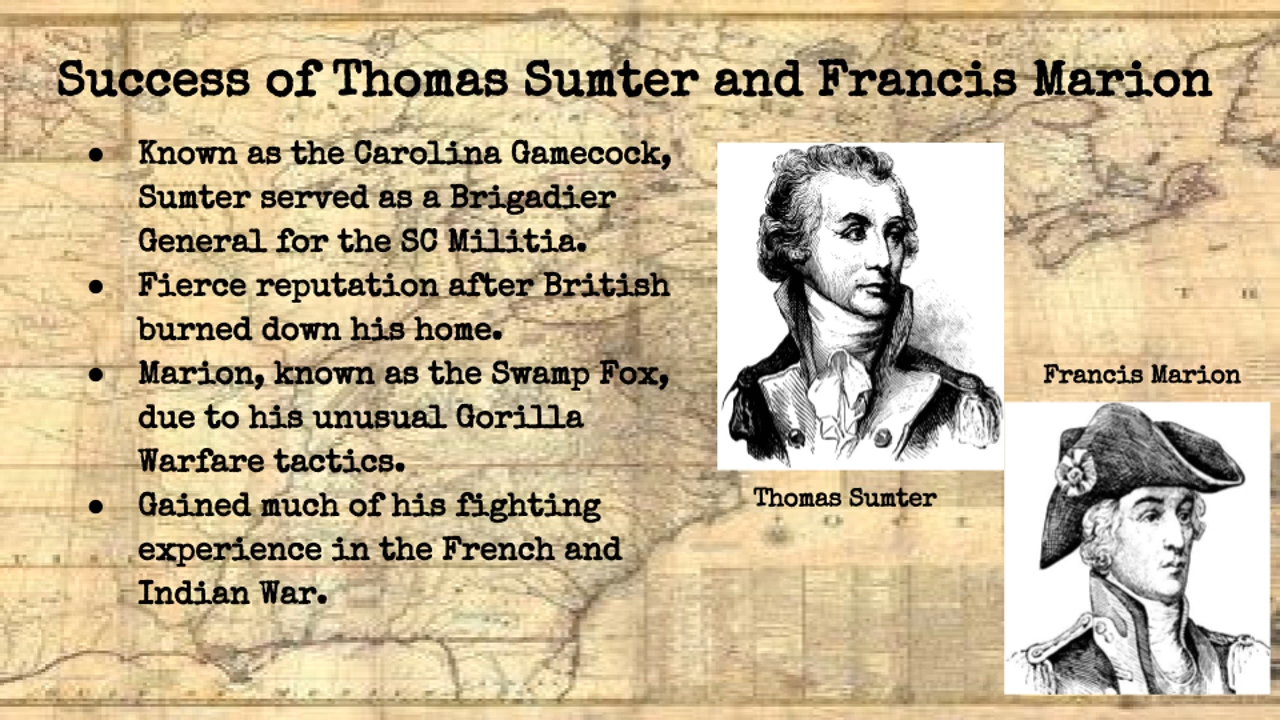 Success of Thomas Sumter and Francis Marion
● Known as the Carolina Gamecock,
Sumter served as a Brigadier
General for the SC Militia.
● Fierce reputation after British
burned down his home.
● Marion, known as the Swamp Fox,
due to his unusual Gorilla
Warfare tactics.
● Gained much of his fighting
experience in the French and
Indian War.
Thomas Sumter
Francis Marion